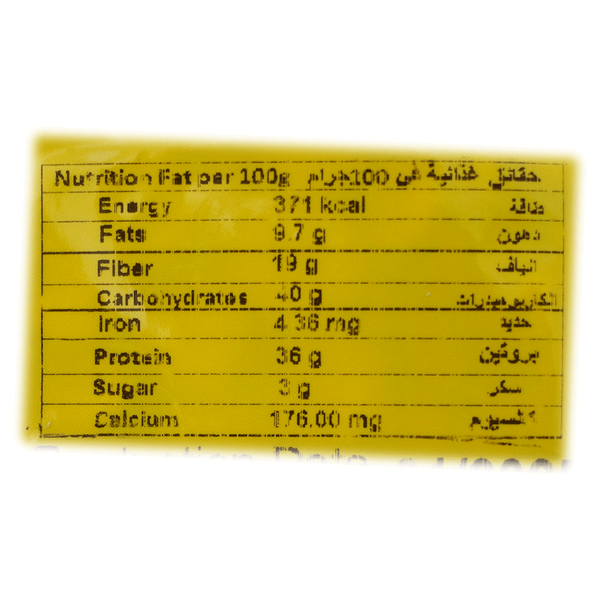 Nutrition Fat per 100g حقائق غذائية في 100جرام
Energy 371 kcal طاقة
Fats 9.7 g دهون
Fiber 19 g الياف
Carbohydrates 40 g الكاربوهيدرات
Iron 4.36 mg حديد
Protein 36 g بروتين
Sugar 3 g سكر
Calcium 176.00 mg كالسيوم